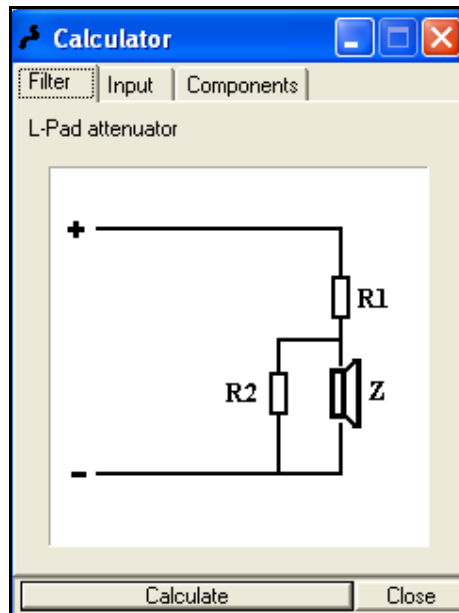 Calculator
Filter Input Components
L-Pad attenuator
+
R1
R2 Z
-
Calculate Close